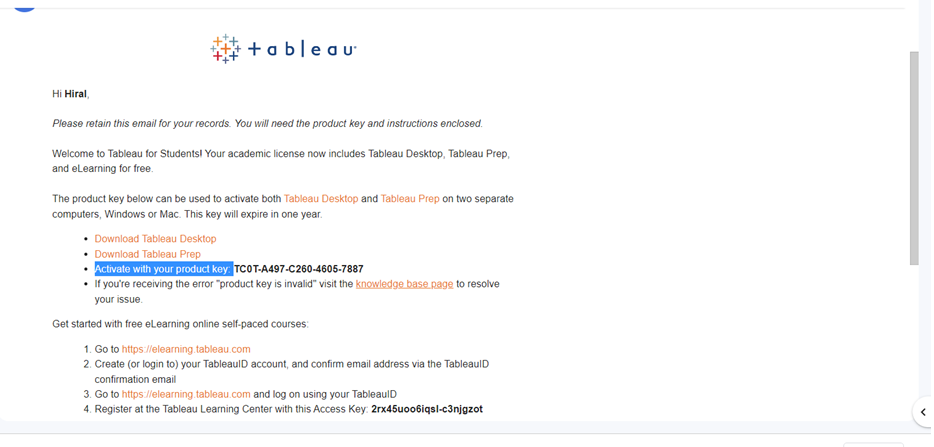 +ableau
Hi Hiral,
Please retain this email for your records. You will need the product key and instructions enclosed.
Welcome to Tableau for Students! Your academic license now includes Tableau Desktop, Tableau Prep,
and eLearning for free.
The product key below can be used to activate both Tableau Desktop and Tableau Prep on two separate
computers, Windows or Mac. This key will expire in one year.
• Download Tableau Desktop
• Download Tableau Prep
• Activate with your product key: TC0T-A497-C260-4605-7887
• If you're receiving the error "product key is invalid" visit the knowledge base page to resolve
your issue.
Get started with free eLearning online self-paced courses:
1. Go to https://elearning.tableau.com
2. Create (or login to) your TableauID account, and confirm email address via the TableauID
confirmation email
3. Go to https://elearning.tableau.com and log on using your TableauID
4. Register at the Tableau Learning Center with this Access Key: 2rx45uoo6iqsl-c3njgzot